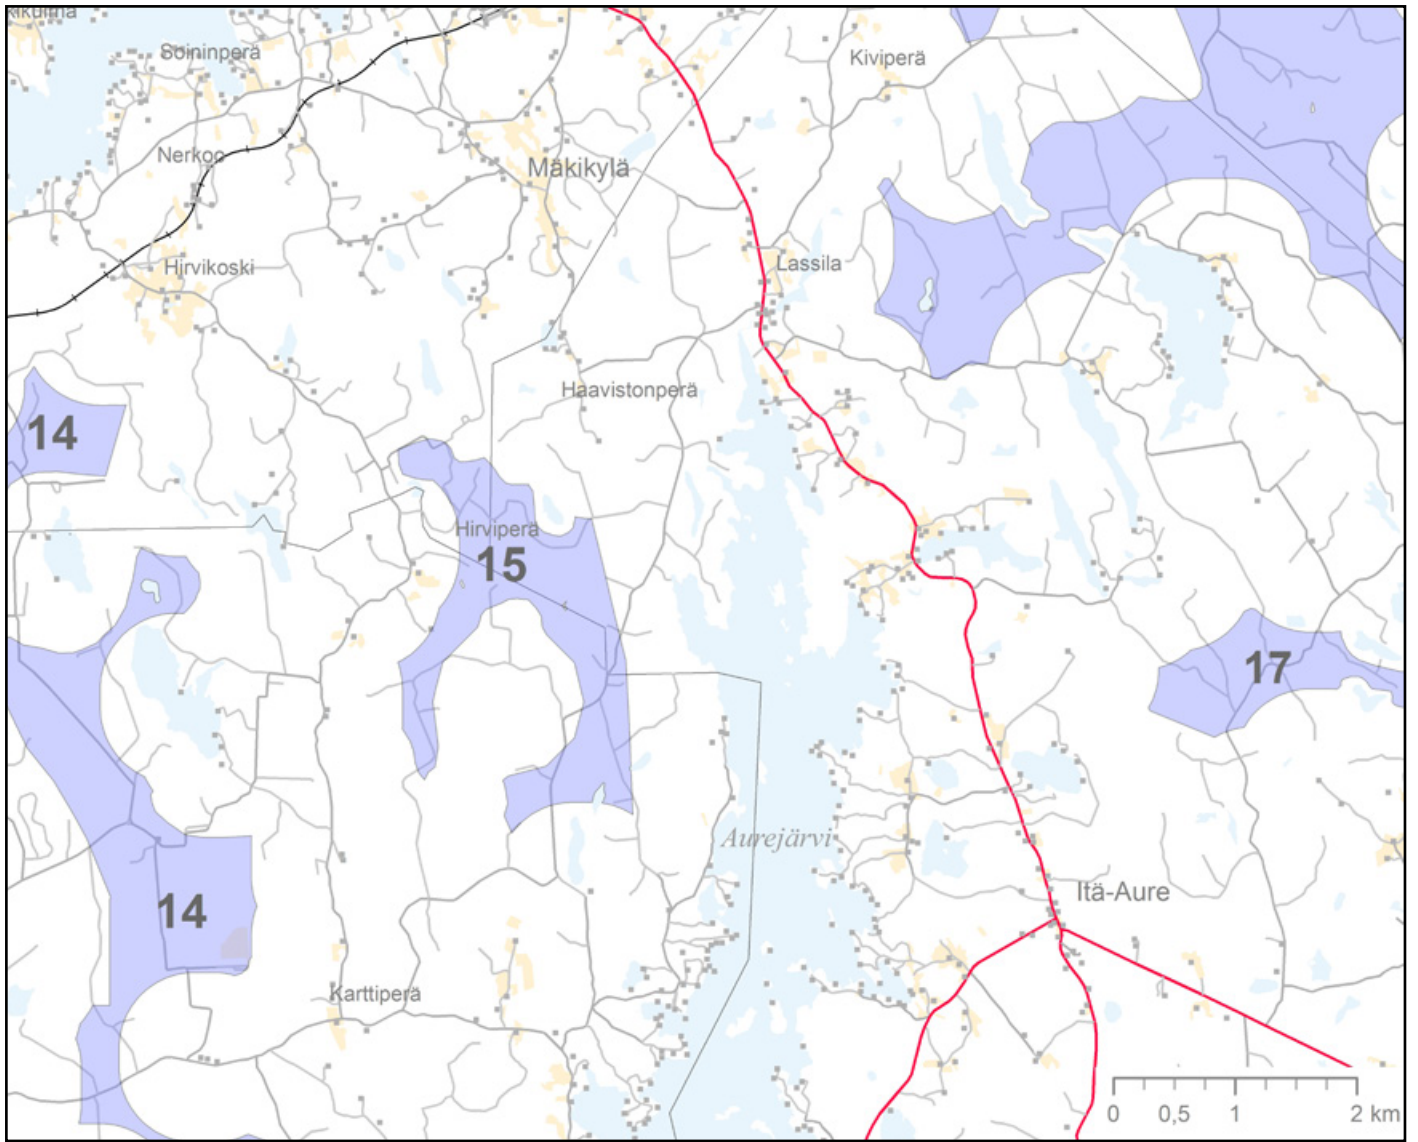 Soininperä
Kiviperä
Nerkoo
Mäkikylä
Hirvikoski
Lassila
Haavistonperä
14
Hirviperä
15
17
Aurejärvi
Itä-Aure
14
Karttiperä
0 0,5 1 2 km